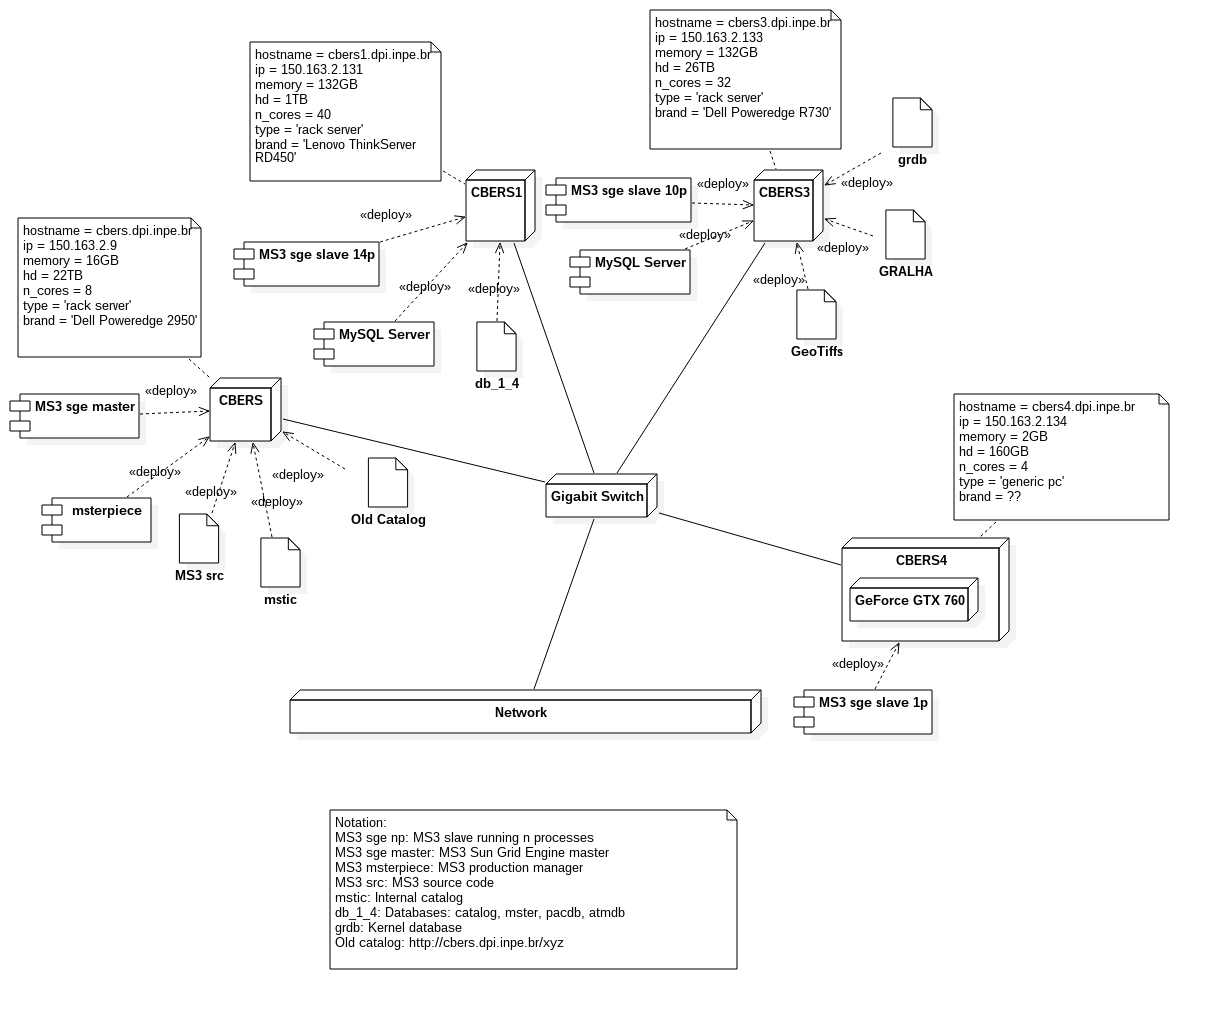 hostname = cbers3.dpi.inpe.br
ip = 150.163.2.133
memory = 132GB
hd = 26TB
n_cores = 32
type = 'rack server'
brand = 'Dell Poweredge R730'
hostname = cbers1.dpi.inpe.br
ip = 150.163.2.131
memory = 132GB
hd = 1TB
n_cores = 40
type = 'rack server'
brand = 'Lenovo ThinkServer
RD450'
grdb
«deploy»
CBERS1
MS3 sge slave 10p
«deploy»
CBERS3
«deploy»
MS3 sge slave 14p
«deploy»
MySQL Server
«deploy»
GRALHA
hostname = cbers.dpi.inpe.br
ip = 150.163.2.9
memory = 16GB
hd = 22TB
n_cores = 8
type = 'rack server'
brand = 'Dell Poweredge 2950'
«deploy»
«deploy»
«deploy»
MySQL Server
db_1_4
GeoTiffs
«deploy»
MS3 sge master
«deploy»
CBERS
hostname = cbers4.dpi.inpe.br
ip = 150.163.2.134
memory = 2GB
hd = 160GB
n_cores = 4
type = 'generic pc'
brand = ??
«deploy»
«deploy»
«deploy»
«deploy»
msterpiece
MS3 src
mstic
Old Catalog
Gigabit Switch
CBERS4
GeForce GTX 760
«deploy»
MS3 sge slave 1p
Network
Notation:
MS3 sge np: MS3 slave running n processes
MS3 sge master: MS3 Sun Grid Engine master
MS3 msterpiece: MS3 production manager
MS3 src: MS3 source code
mstic: Internal catalog
db_1_4: Databases: catalog, mster, pacdb, atmdb
grdb: Kernel database
Old catalog: http://cbers.dpi.inpe.br/xyz